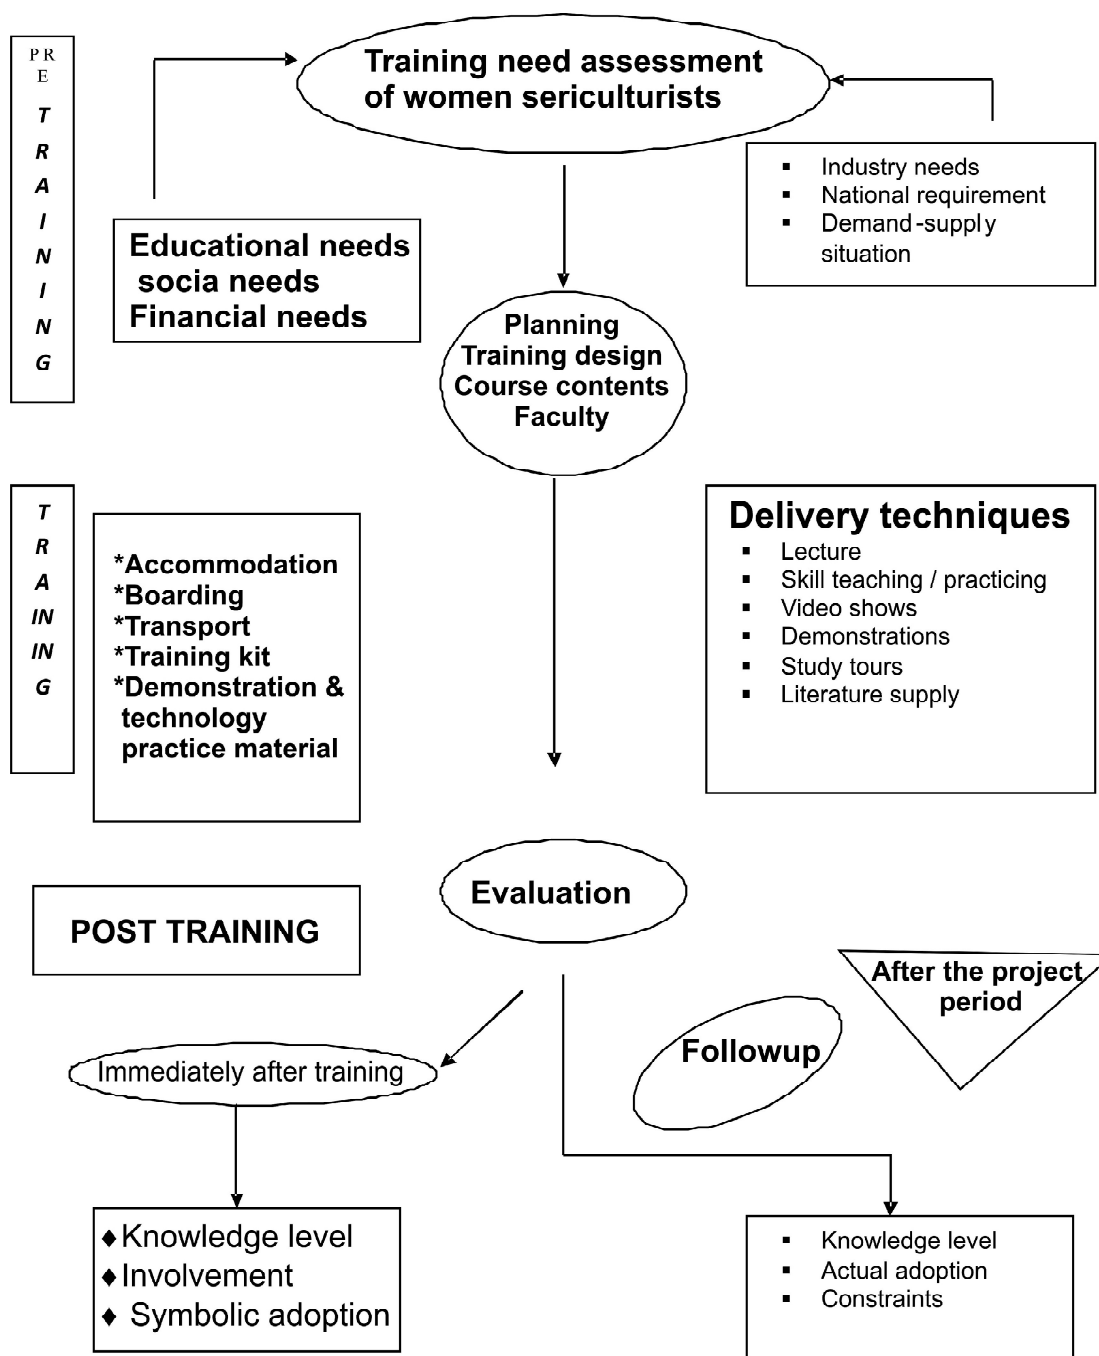 PR
E
T
R
A
I
N
I
N
G
Training need assessment
of women sericulturists
▪ Industry needs
▪ National requirement
▪ Demand-supply
situation
Educational needs
socia needs
Financial needs
Planning
Training design
Course contents
Faculty
T
R
A
IN
IN
G
*Accommodation
*Boarding
*Transport
*Training kit
*Demonstration &
technology
practice material
Delivery techniques
▪ Lecture
▪ Skill teaching / practicing
▪ Video shows
▪ Demonstrations
▪ Study tours
▪ Literature supply
Evaluation
POST TRAINING
After the project
period
Followup
Immediately after training
♦Knowledge level
♦Involvement
♦ Symbolic adoption
▪ Knowledge level
▪ Actual adoption
▪ Constraints